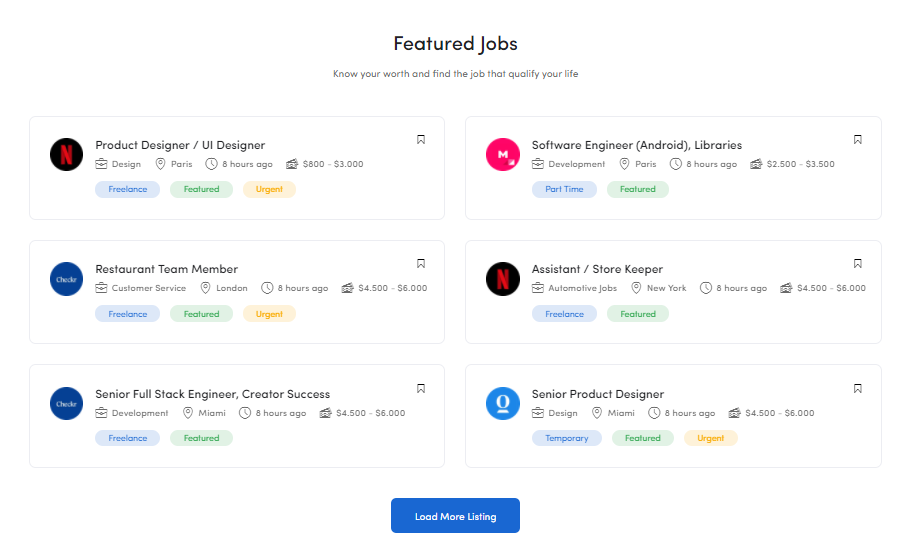 Featured Jobs
Know your worth and find the job that qualify your life
N
Product Designer / UI Designer
Design Paris 8 hours ago $800 - $3.000
Freelance Featured Urgent
M
Software Engineer (Android), Libraries
Development Paris 8 hours ago $2.500 - $3.500
Part Time Featured
Checkr
Restaurant Team Member
Customer Service London 8 hours ago $4.500 - $6.000
Freelance Featured Urgent
N
Assistant / Store Keeper
Automotive Jobs New York 8 hours ago $4.500 - $6.000
Freelance Featured
Checkr
Senior Full Stack Engineer, Creator Success
Development Miami 8 hours ago $4.500 - $6.000
Freelance Featured
Senior Product Designer
Design Miami 8 hours ago $4.500 - $6.000
Temporary Featured Urgent
Load More Listing